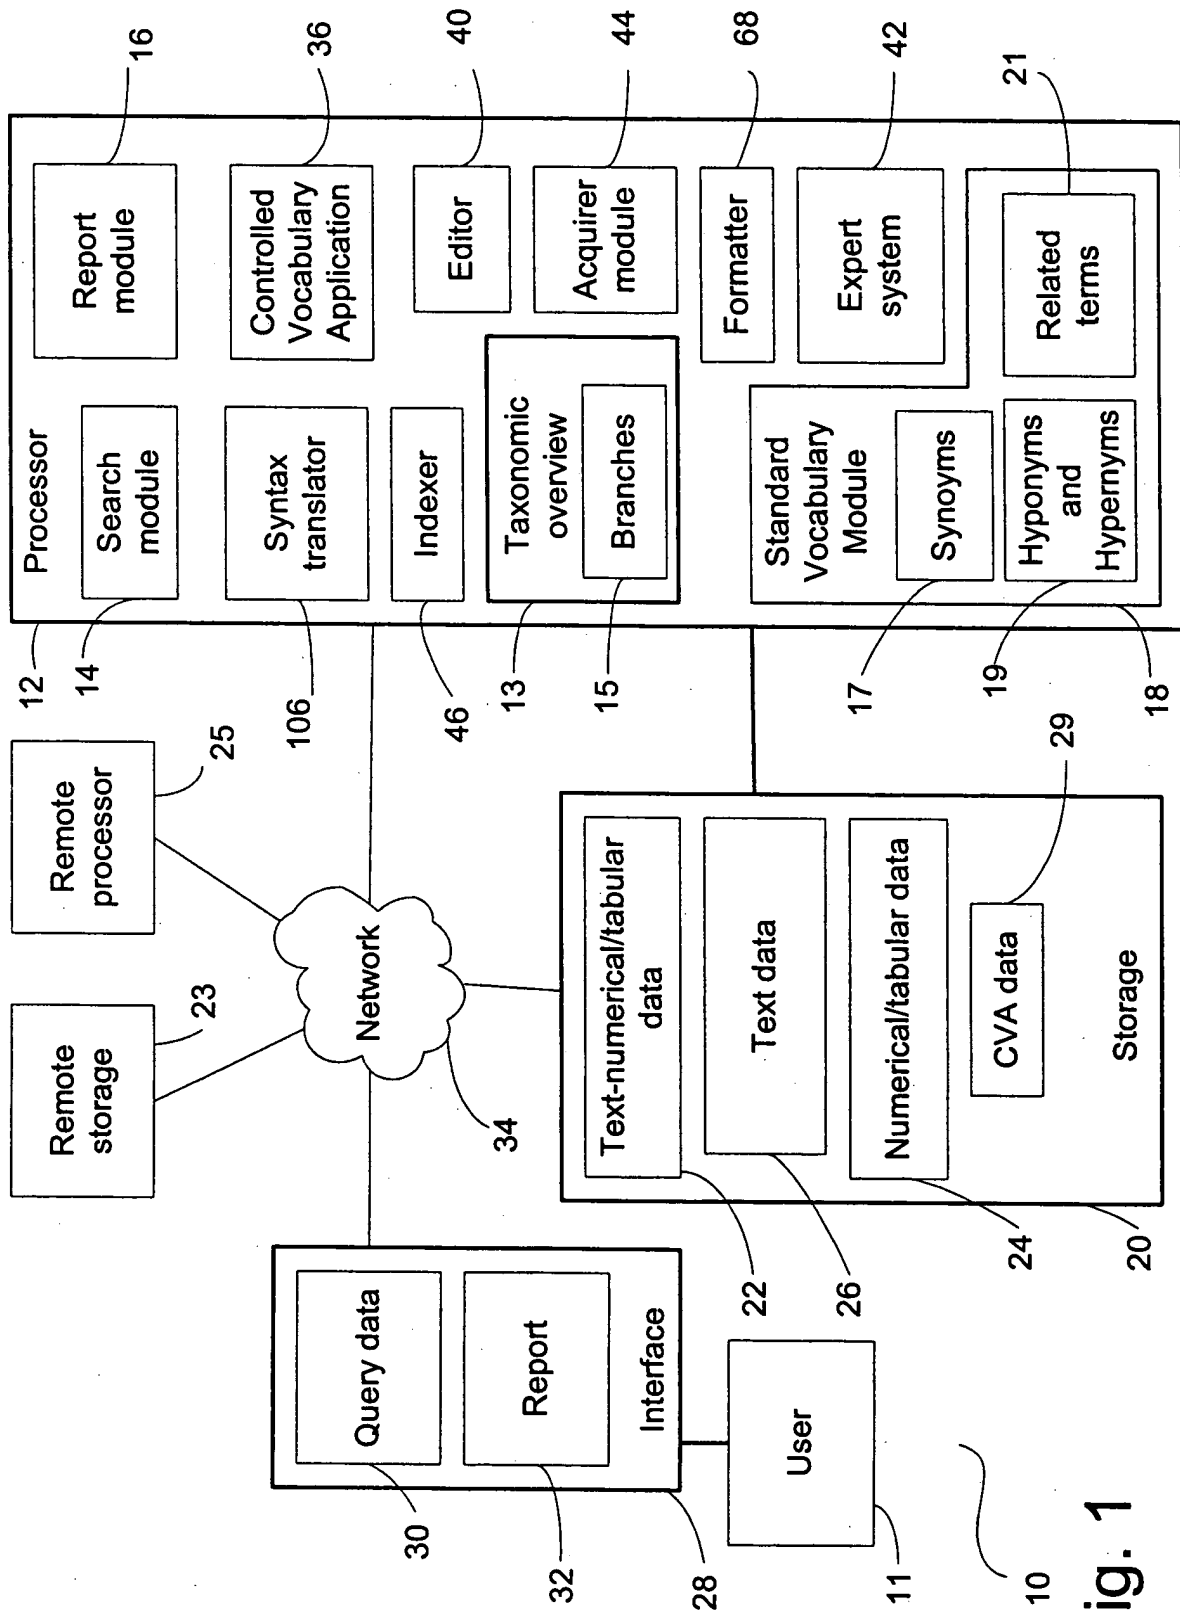 12
Processor
14
Search
module
Report
module
16
106
Syntax
translator
Controlled
Vocabulary
Application
36
46
Indexer
Editor
40
13
Taxonomic
overview
15
Branches
Acquirer
module
44
Formatter
68
Expert
system
42
Standard
Vocabulary
Module
17
Synoyms
19
Hyponyms
and
Hypernyms
Related
terms
21
18
Remote
storage
23
Remote
processor
25
Network
34
Text-numerical/tabular
data
22
Text data
26
Numerical/tabular data
24
CVA data
29
Storage
20
Query data
30
Report
32
Interface
28
User
11
10
ig. 1